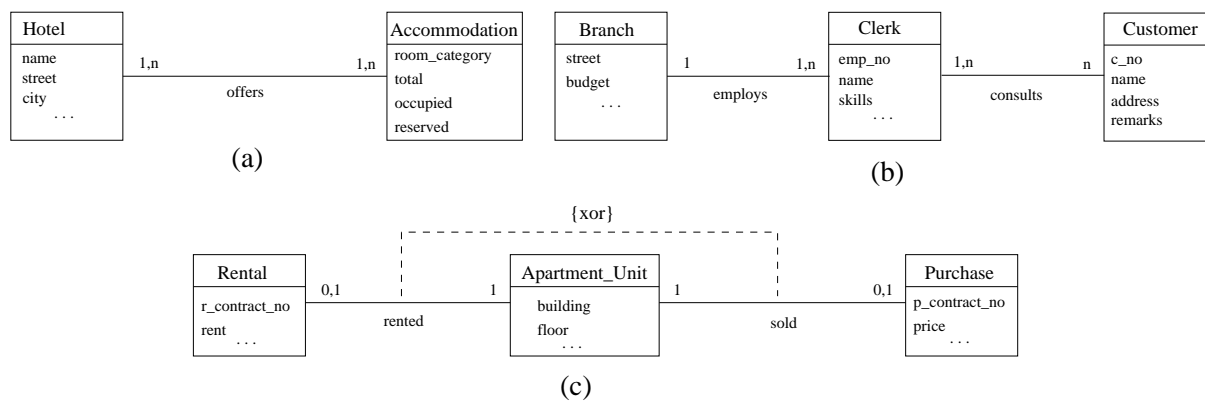 Hotel
name
street
city
. . .
1,n
1,n
offers
Accommodation
room_category
total
occupied
reserved
(a)
Branch
street
budget
. . .
1
1,n
employs
Clerk
emp_no
name
skills
. . .
1,n
n
consults
Customer
c_no
name
address
remarks
(b)
{xor}
Rental
r_contract_no
rent
. . .
0,1
1
rented
Apartment_Unit
building
floor
. . .
1
0,1
sold
Purchase
p_contract_no
price
. . .
(c)